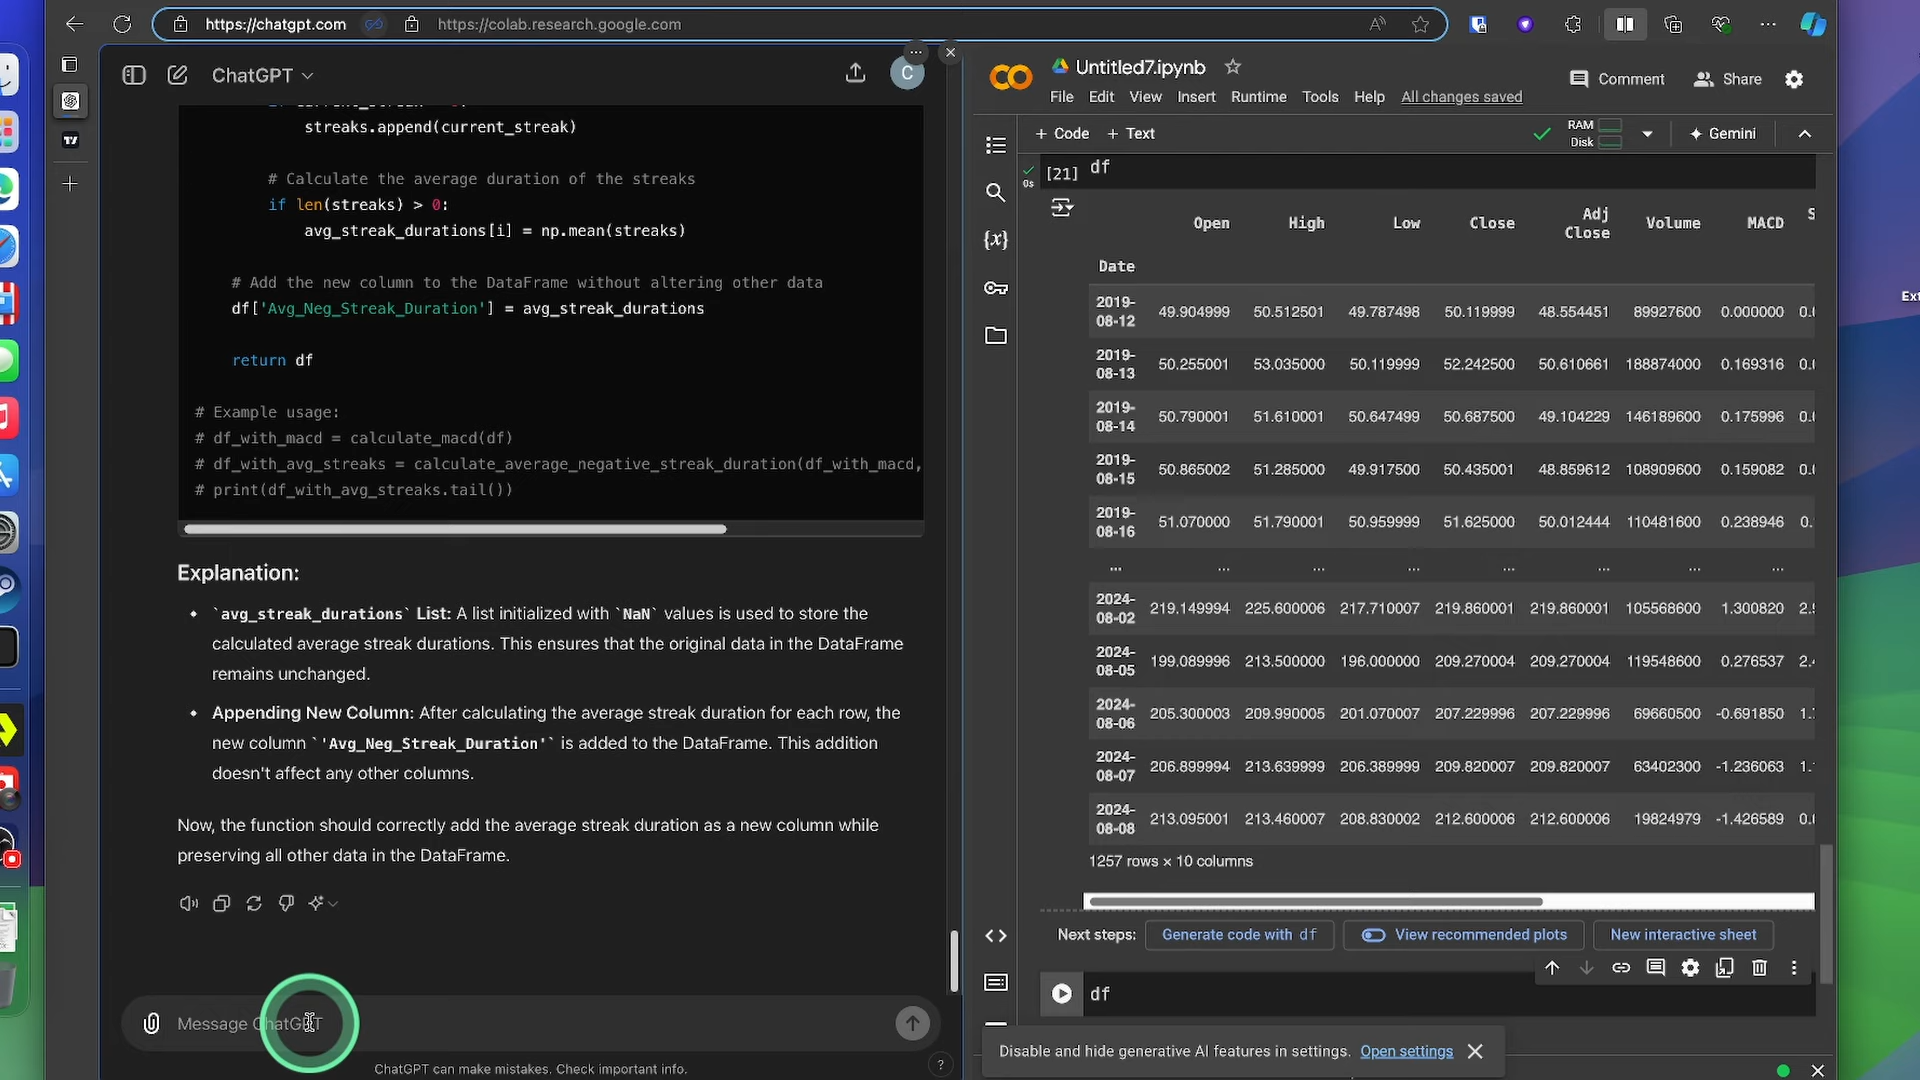 https://chatgpt.com
https://colab.research.google.com
ChatGPT
C
streaks.append(current_streak)
# Calculate the average duration of the streaks
if len(streaks) > 0:
avg_streak_durations[i] = np.mean(streaks)
# Add the new column to the DataFrame without altering other data
df['Avg_Neg_Streak_Duration'] = avg_streak_durations
return df
# Example usage:
# df_with_macd = calculate_macd(df)
# df_with_avg_streaks = calculate_average_negative_streak_duration(df_with_macd,
# print(df_with_avg_streaks.tail())
Explanation:
• `avg_streak_durations` List: A list initialized with `NaN` values is used to store the
calculated average streak durations. This ensures that the original data in the DataFrame
remains unchanged.
• Appending New Column: After calculating the average streak duration for each row, the
new column `'Avg_Neg_Streak_Duration'` is added to the DataFrame. This addition
doesn't affect any other columns.
Now, the function should correctly add the average streak duration as a new column while
preserving all other data in the DataFrame.
Message ChatGPT
ChatGPT can make mistakes. Check important info.
?
Untitled7.ipynb
Comment
Share
File Edit View Insert Runtime Tools Help All changes saved
+ Code + Text
RAM
Disk
Gemini
{x}
0s
[21] df
Open High Low Close Adj Close Volume MACD S
Date
2019-08-12 49.904999 50.512501 49.787498 50.119999 48.554451 89927600 0.000000 0.0
2019-08-13 50.255001 53.035000 50.119999 52.242500 50.610661 188874000 0.169316 0.0
2019-08-14 50.790001 51.610001 50.647499 50.687500 49.104229 146189600 0.175996 0.0
2019-08-15 50.865002 51.285000 49.917500 50.435001 48.859612 108909600 0.159082 0.0
2019-08-16 51.070000 51.790001 50.959999 51.625000 50.012444 110481600 0.238946 0.
... ... ... ... ... ... ... ...
2024-08-02 219.149994 225.600006 217.710007 219.860001 219.860001 105568600 1.300820 2.
2024-08-05 199.089996 213.500000 196.000000 209.270004 209.270004 119548600 0.276537 2.
2024-08-06 205.300003 209.990005 201.070007 207.229996 207.229996 69660500 -0.691850 1.
2024-08-07 206.899994 213.639999 206.389999 209.820007 209.820007 63402300 -1.236063 1.
2024-08-08 213.095001 213.460007 208.830002 212.600006 212.600006 19824979 -1.426589 0.
1257 rows × 10 columns
Next steps: Generate code with df View recommended plots New interactive sheet
df
Disable and hide generative AI features in settings. Open settings
Ext